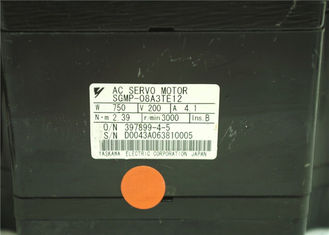 AC SERVO MOTOR
SGMP-08A3TE12
W 750 V 200 A 4.1
N-m 2.39 r/min 3000 Ins.B
O/N 397899-4-5
S/N D0043A063810005
YASKAWA ELECTRIC CORPORATION JAPAN